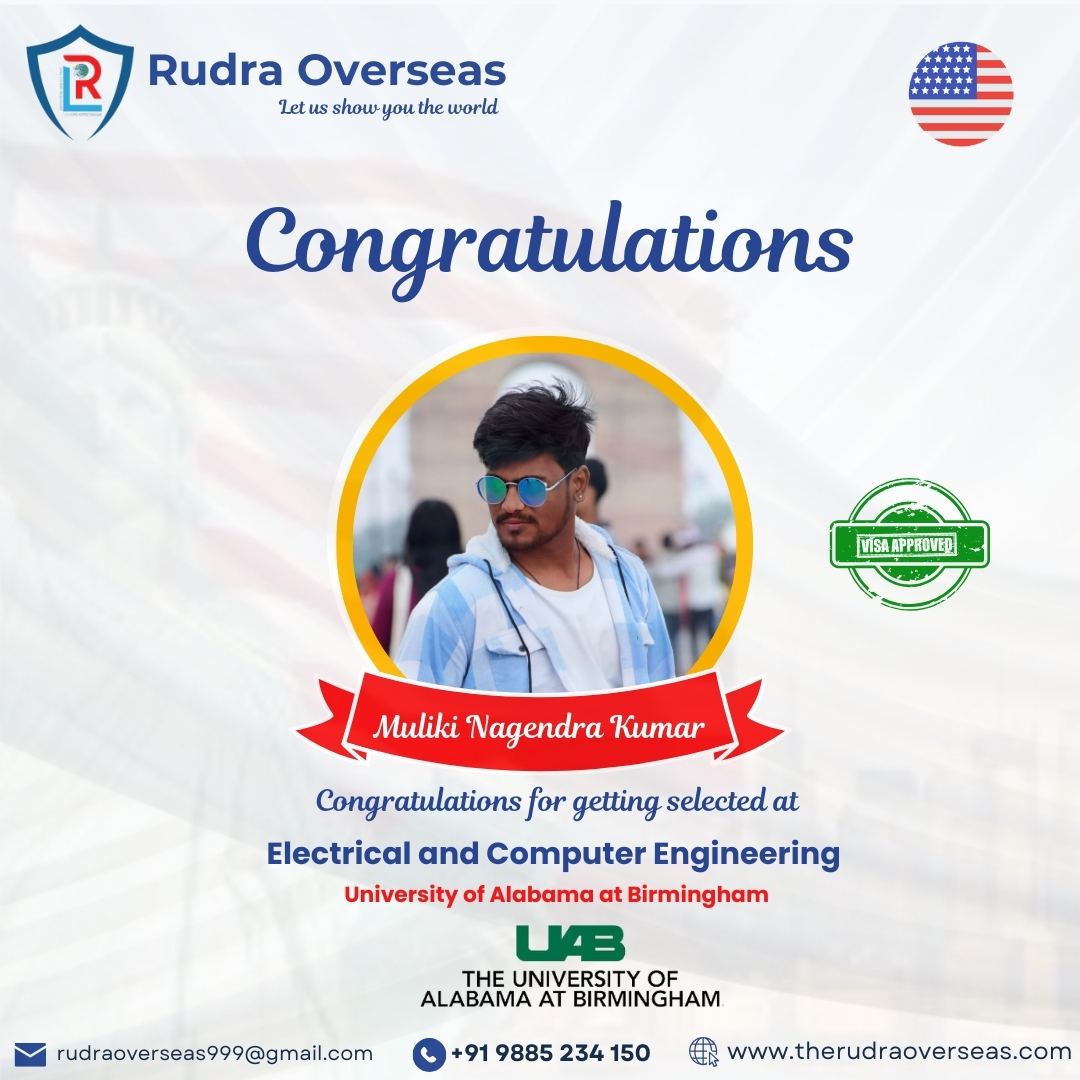 R
L
Rudra Overseas
Let us show you the world
Congratulations
VISA APPROVED
Muliki Nagendra Kumar
Congratulations for getting selected at
Electrical and Computer Engineering
University of Alabama at Birmingham
UAB
THE UNIVERSITY OF
ALABAMA AT BIRMINGHAM
rudraoverseas999@gmail.com
+91 9885 234 150
www.therudraoverseas.com